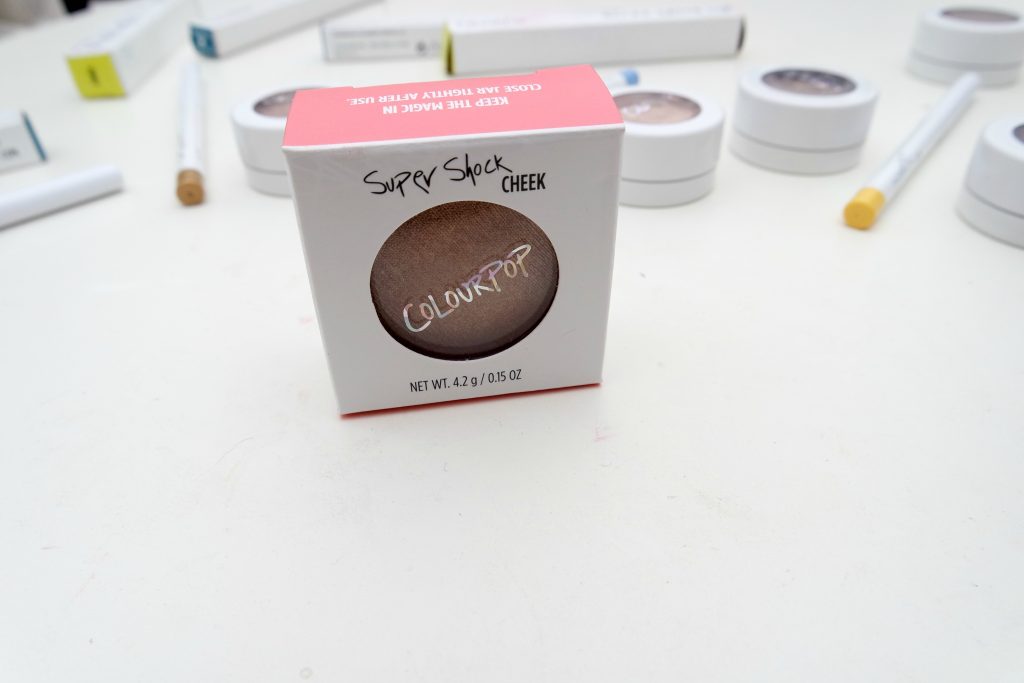 KEEP THE MAGIC IN
CLOSE JAR TIGHTLY AFTER USE.
Super Shock
CHEEK
COLOURPOP
NET WT. 4.2 g / 0.15 OZ